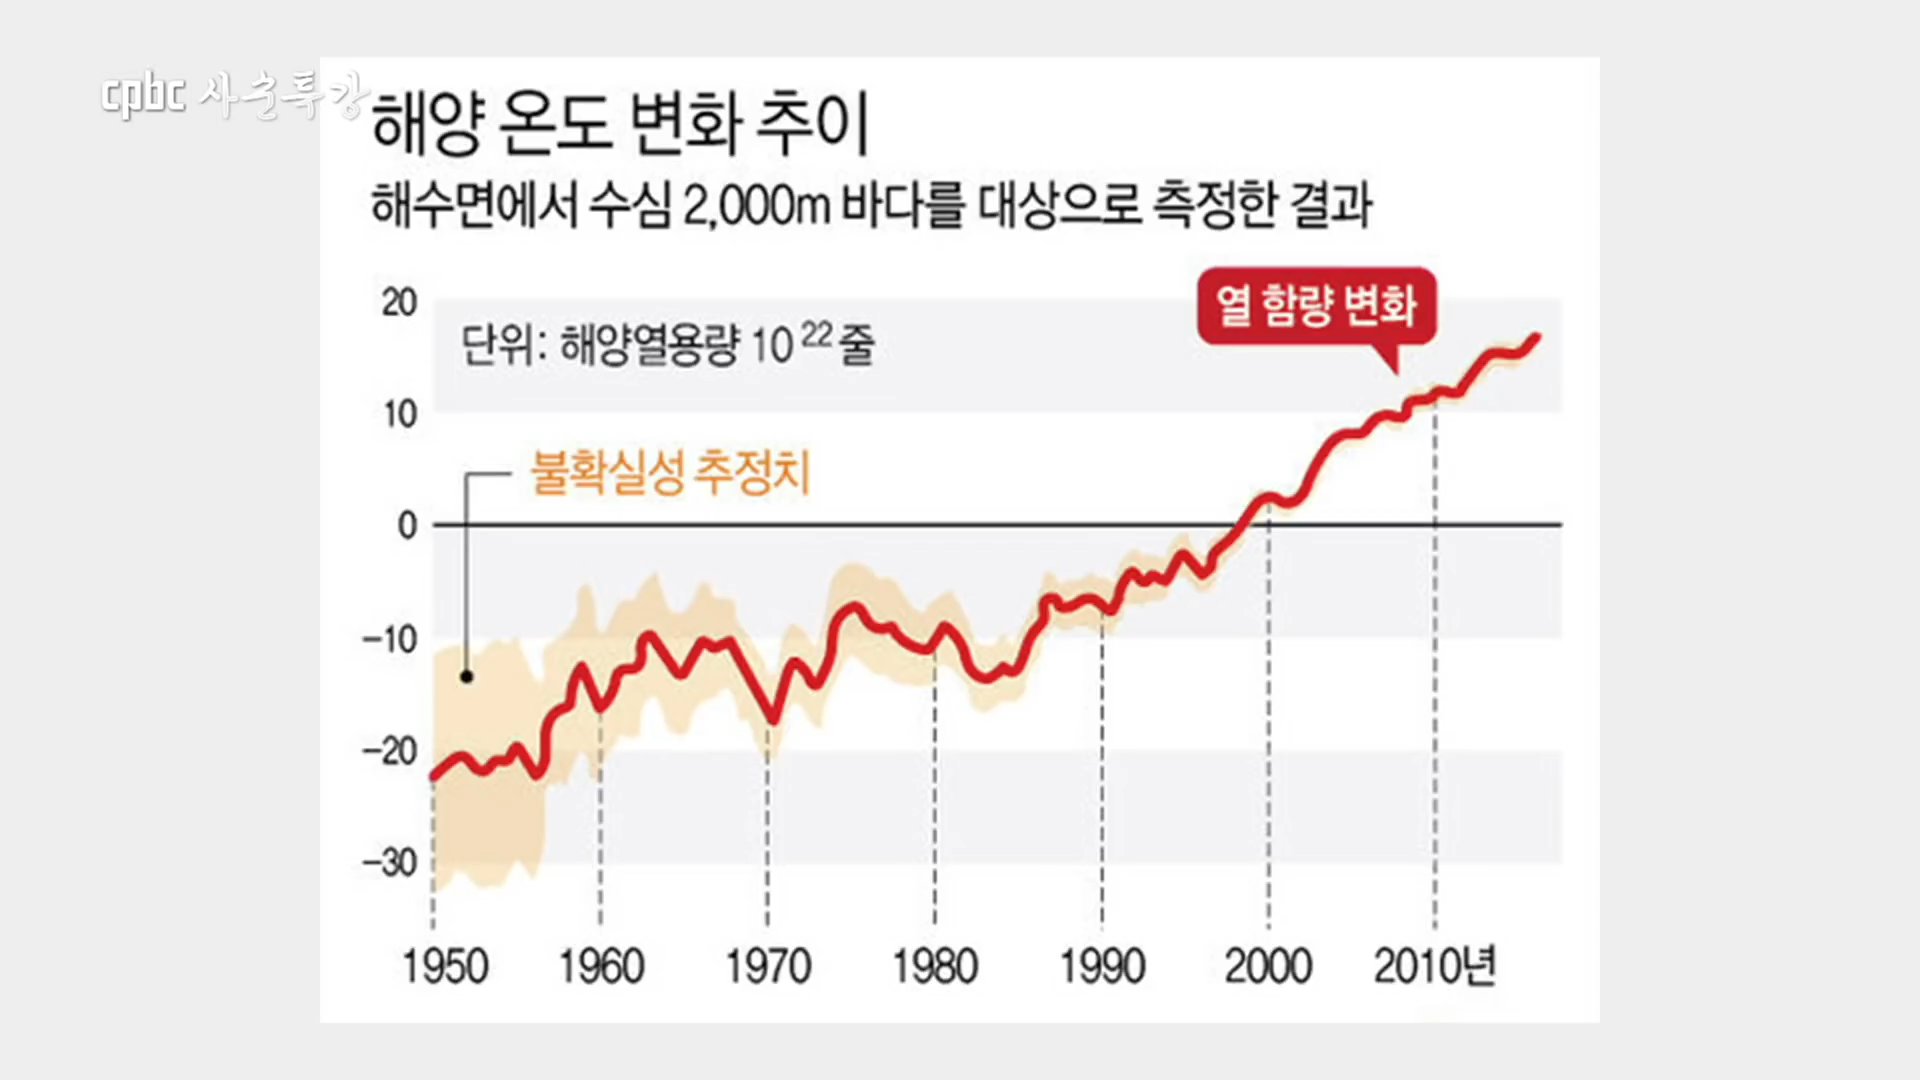 cpbc 사순특강
해양 온도 변화 추이
해수면에서 수심 2,000m 바다를 대상으로 측정한 결과
열 함량 변화
20
단위: 해양열용량 10²² 줄
10
불확실성 추정치
0
-10
-20
-30
1950 1960 1970 1980 1990 2000 2010년